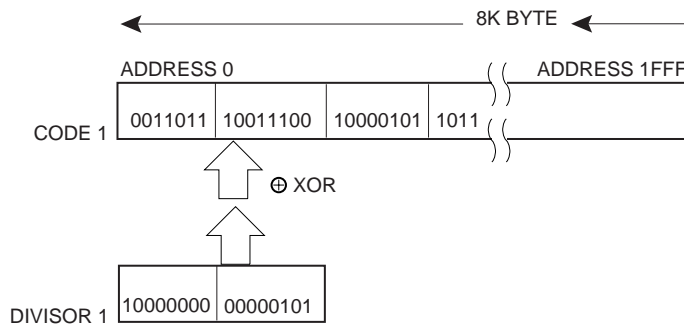 8K BYTE
ADDRESS 0 ADDRESS 1FFF
CODE 1 0011011 10011100 10000101 1011
⊕ XOR
DIVISOR 1 10000000 00000101